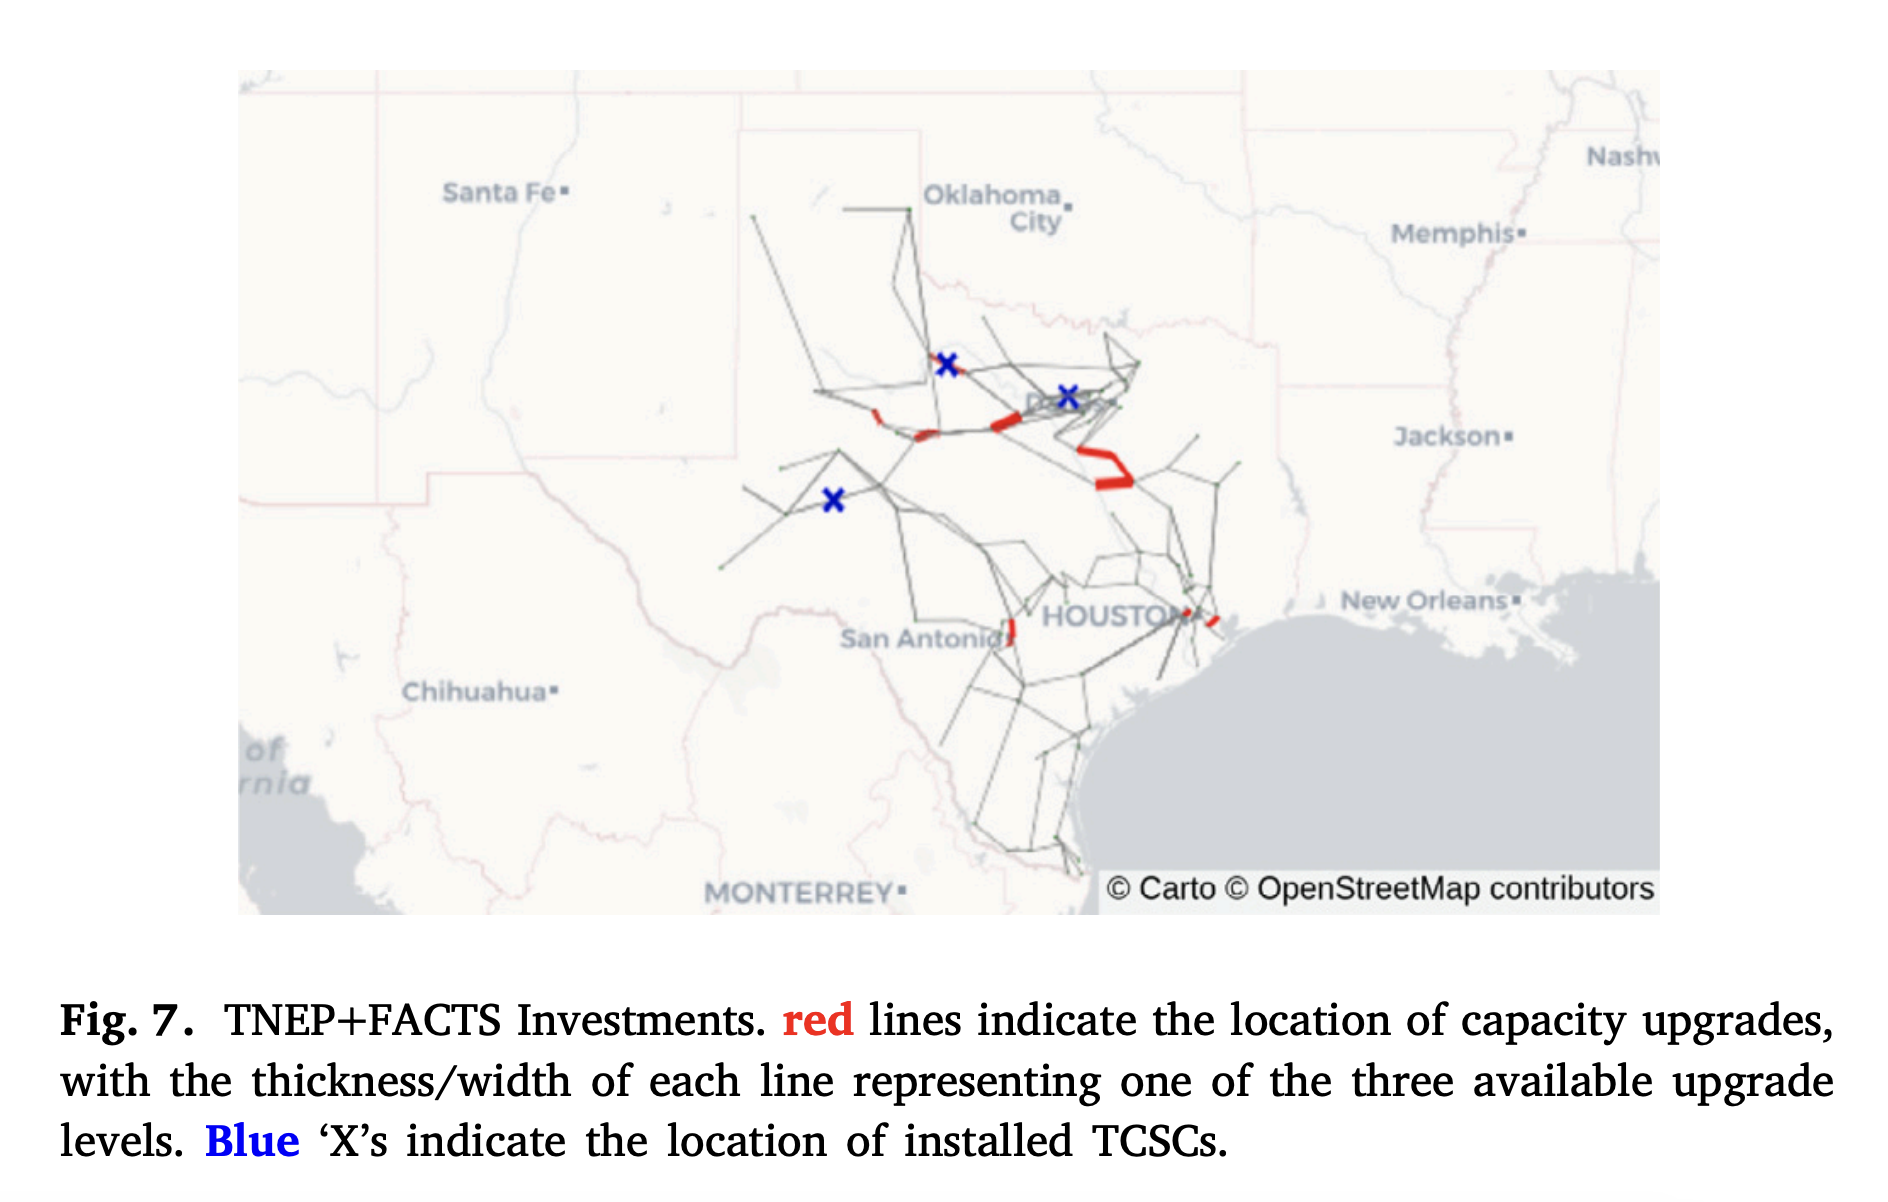 Nash
Santa Fe
Oklahoma
City
Memphis
Jackson
New Orleans
HOUSTON
San Antonio
Chihuahua
of
rnia
MONTERREY
© Carto © OpenStreetMap contributors
Fig. 7. TNEP+FACTS Investments. red lines indicate the location of capacity upgrades,
with the thickness/width of each line representing one of the three available upgrade
levels. Blue ‘X’s indicate the location of installed TCSCs.